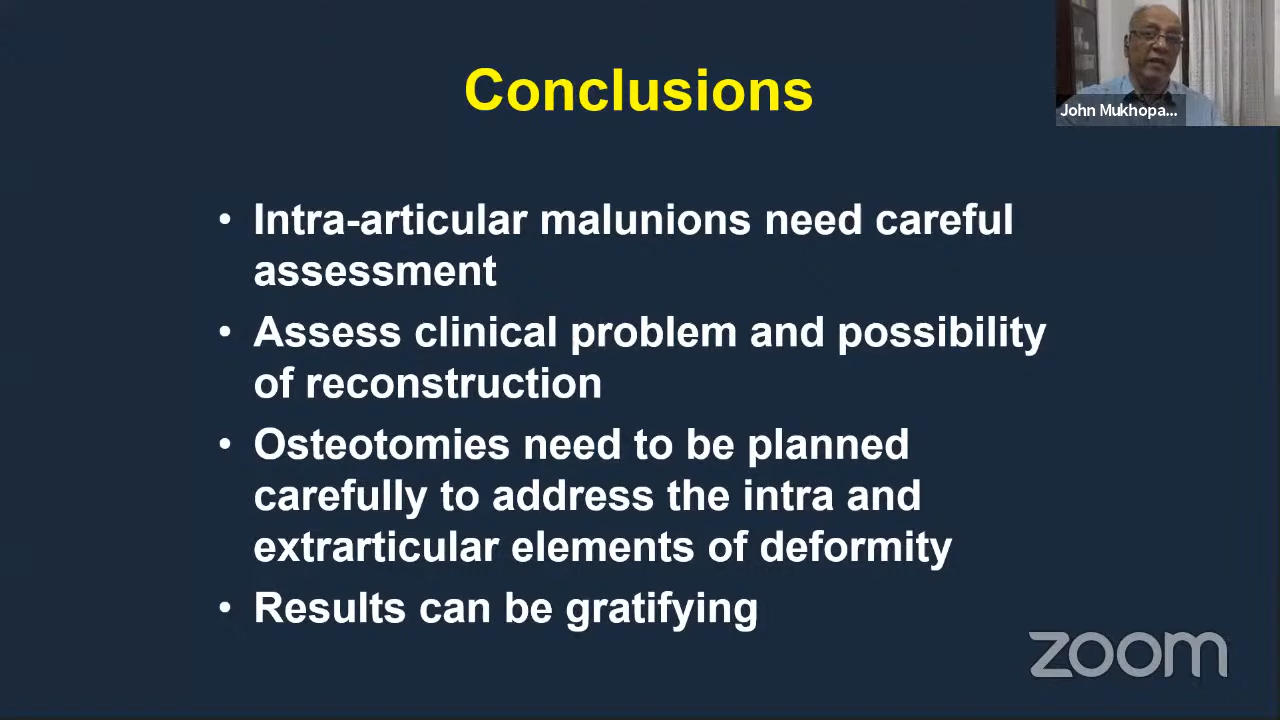 Conclusions
John Mukhopa...
• Intra-articular malunions need careful
assessment
• Assess clinical problem and possibility
of reconstruction
• Osteotomies need to be planned
carefully to address the intra and
extrarticular elements of deformity
• Results can be gratifying
zoom